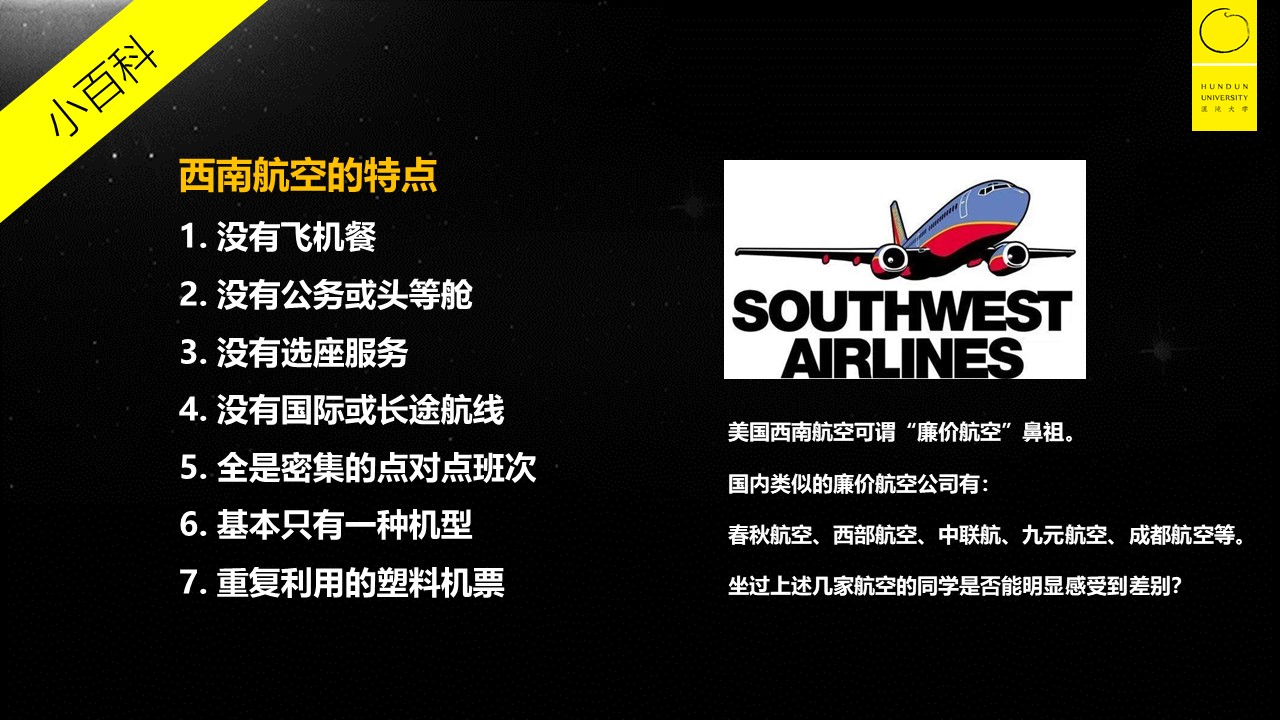 小百科
HUNDUN
UNIVERSITY
混沌大学
西南航空的特点
1. 没有飞机餐
2. 没有公务或头等舱
3. 没有选座服务
4. 没有国际或长途航线
5. 全是密集的点对点班次
6. 基本只有一种机型
7. 重复利用的塑料机票
SOUTHWEST
AIRLINES
美国西南航空可谓“廉价航空”鼻祖。
国内类似的廉价航空公司有：
春秋航空、西部航空、中联航、九元航空、成都航空等。
坐过上述几家航空的同学是否能明显感受到差别？